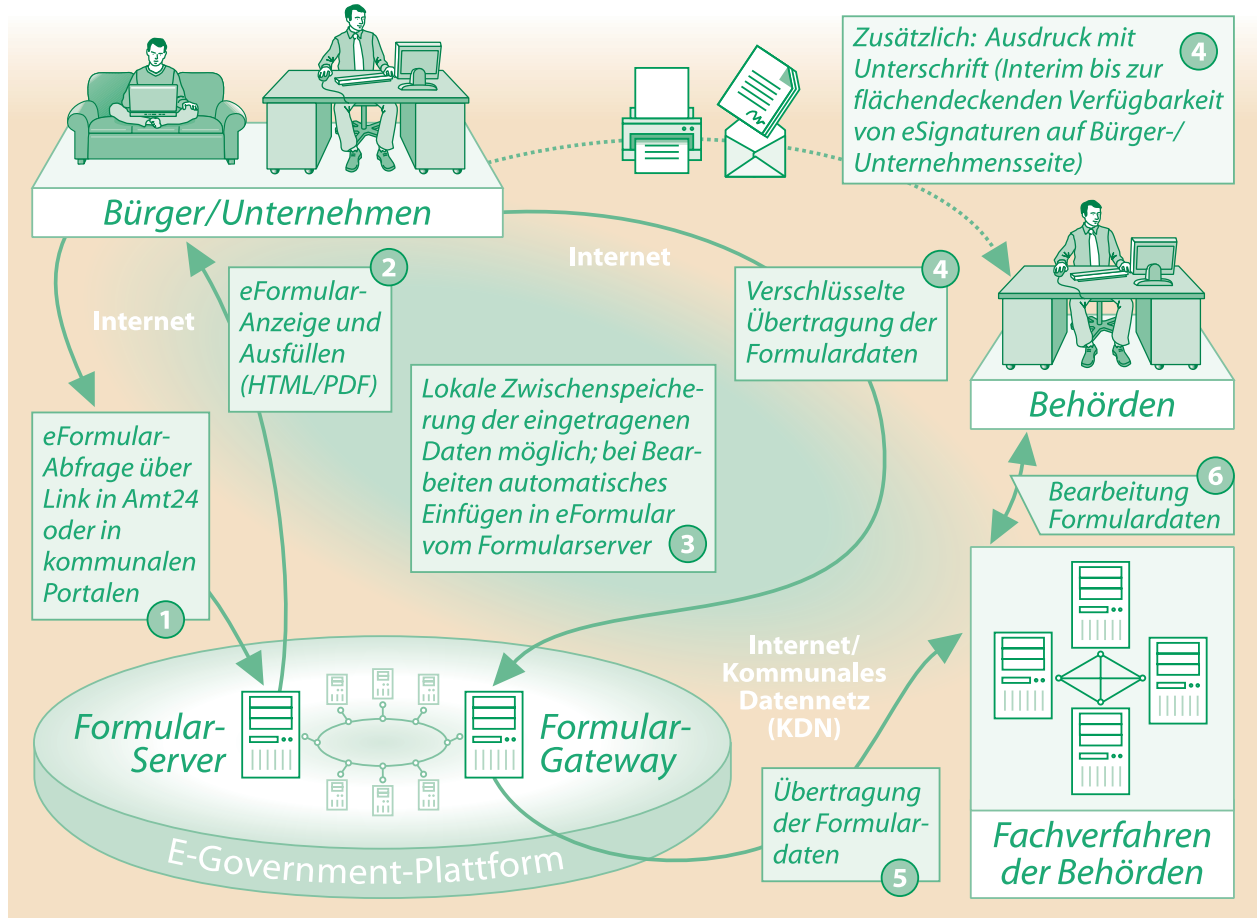 Zusätzlich: Ausdruck mit
Unterschrift (Interim bis zur
flächendeckenden Verfügbarkeit
von eSignaturen auf Bürger-/
Unternehmensseite)
4
Bürger/Unternehmen
Internet
Internet
2
eFormular-
Anzeige und
Ausfüllen
(HTML/PDF)
4
Verschlüsselte
Übertragung der
Formulardaten
Behörden
Lokale Zwischenspeiche-
rung der eingetragenen
Daten möglich; bei Bear-
beiten automatisches
Einfügen in eFormular
vom Formularserver
3
eFormular-
Abfrage über
Link in Amt24
oder in
kommunalen
Portalen
1
6
Bearbeitung
Formulardaten
Internet/
Kommunales
Datennetz
(KDN)
Formular-
Server
Formular-
Gateway
E-Government-Plattform
Übertragung
der Formular-
daten
5
Fachverfahren
der Behörden